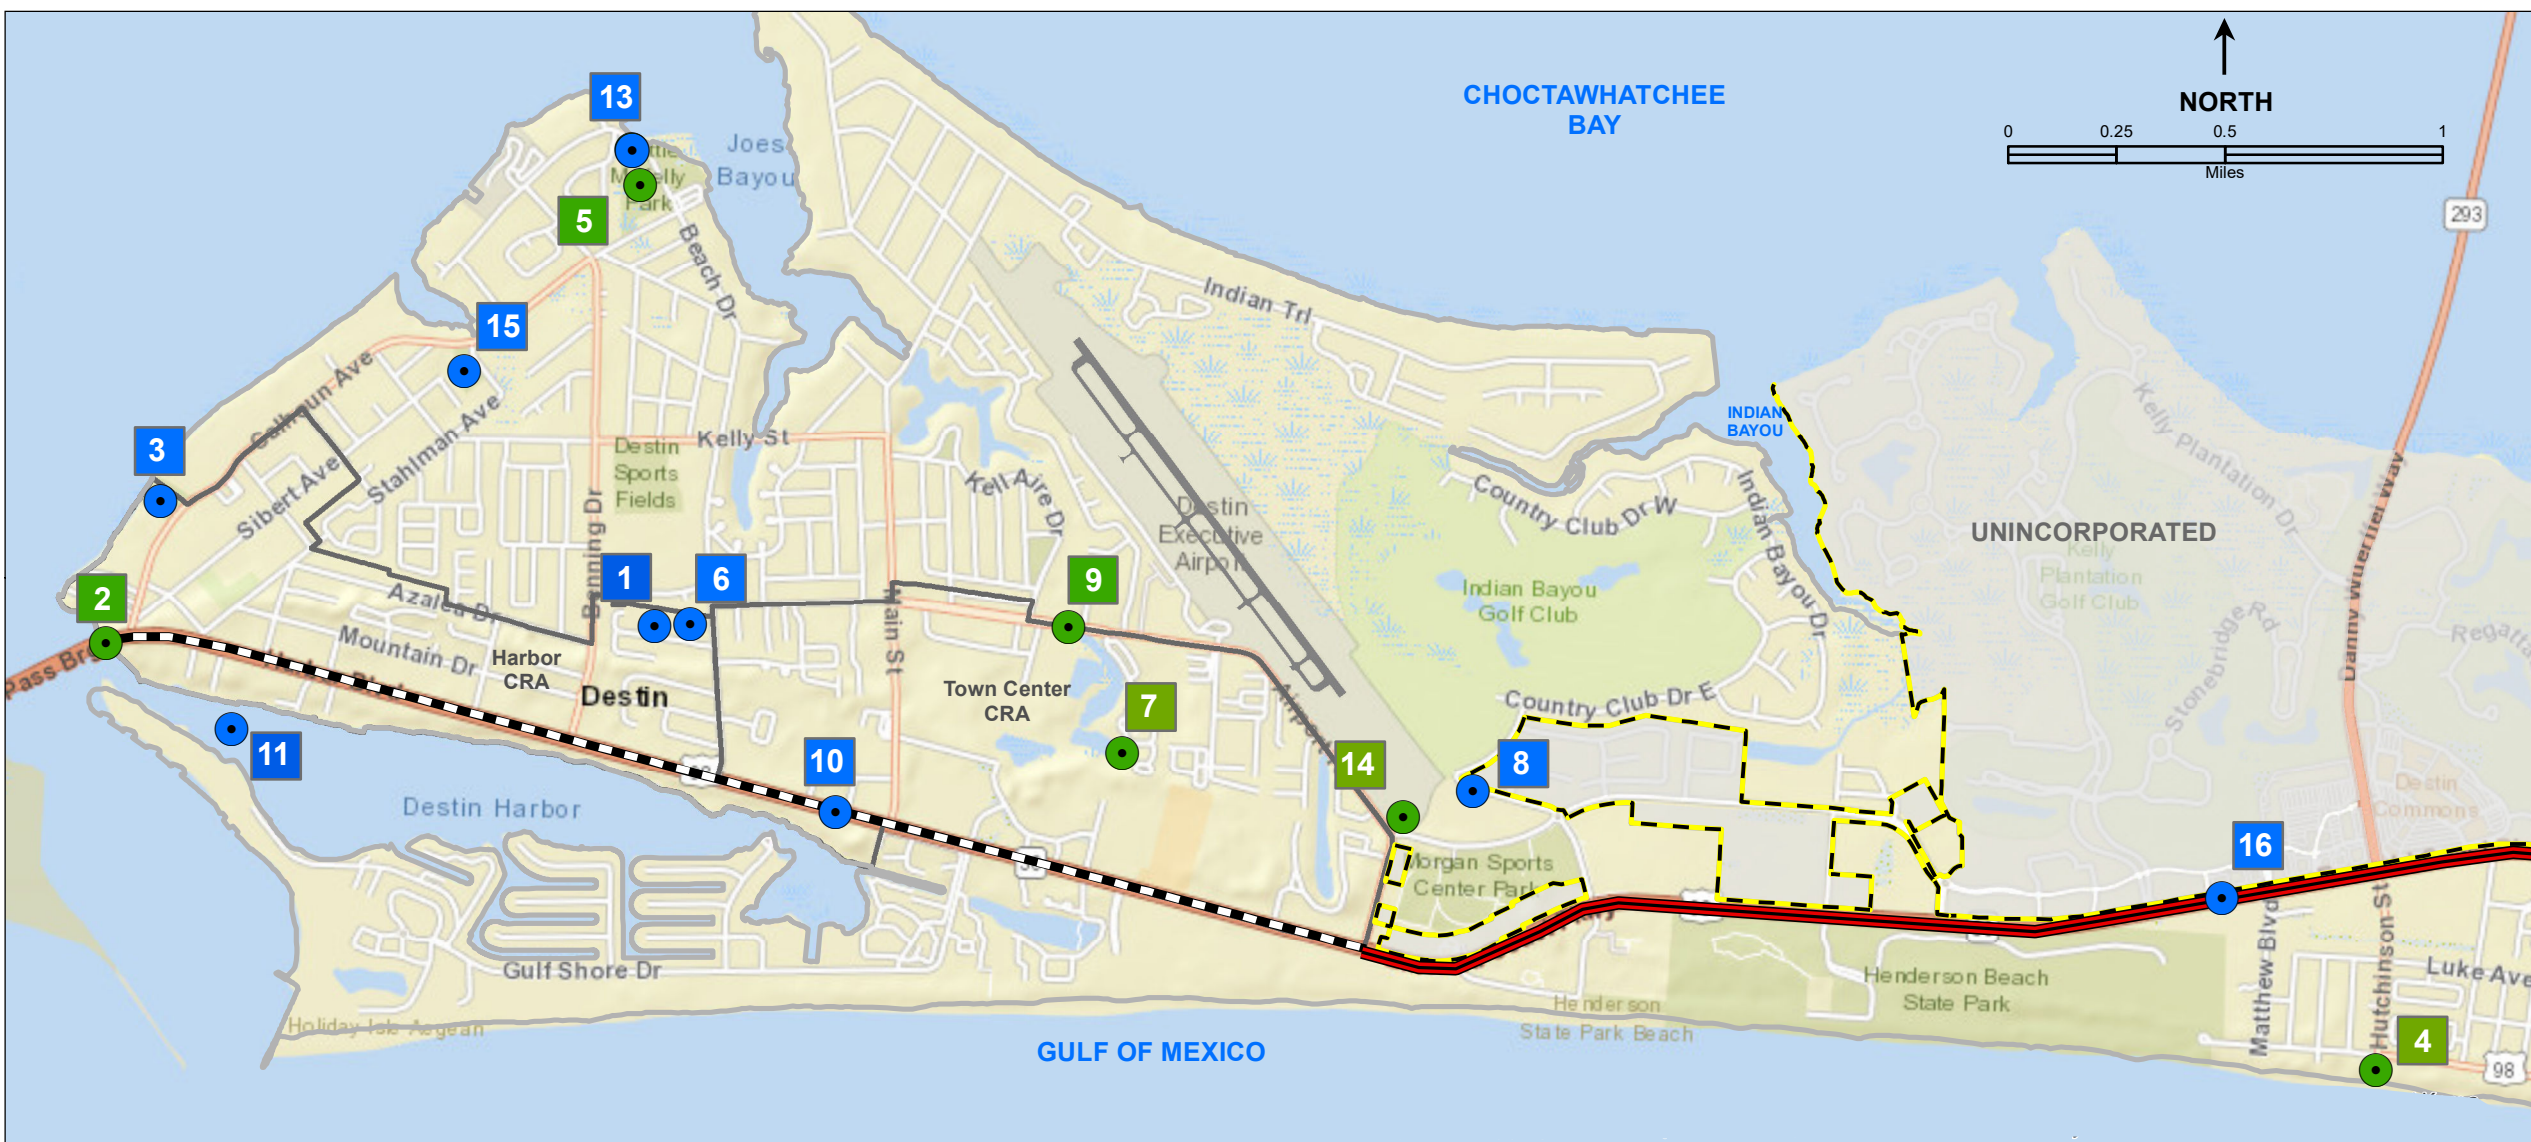 CHOCTAWHATCHEE
BAY
NORTH
0 0.25 0.5 1
Miles
293
13
Joes
Bayou
Park
5
Beach Dr
Indian Trl
15
Calhoun Ave
Stahlman Ave
Sibert Ave
3
Kelly St
Destin
Sports
Fields
Kell Aire Dr
Destin
Executive
Airport
INDIAN
BAYOU
Country Club Dr W
Indian Bayou Dr
Indian Bayou
Golf Club
UNINCORPORATED
Kelly
Plantation
Golf Club
Kelly Plantation Dr
Danny Wuerffel Way
Stonebridge Rd
Regatta
2
1
6
9
Benning Dr
Azalea Dr
Mountain Dr
Main St
Harbor
CRA
Destin
Town Center
CRA
7
Airport
Country Club Dr E
Pass Br
11
10
14
8
Destin Harbor
Morgan Sports
Center Park
Destin
Commons
16
Gulf Shore Dr
Holiday Isle Aegean
Henderson
State Park Beach
Henderson Beach
State Park
Matthew Blvd
Hutchinson St
Luke Ave
4
98
GULF OF MEXICO